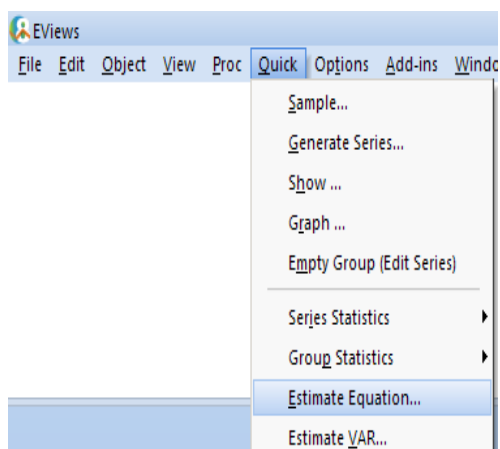 EViews
File Edit Object View Proc Quick Options Add-ins Windo
Sample...
Generate Series...
Show ...
Graph ...
Empty Group (Edit Series)
Series Statistics
Group Statistics
Estimate Equation...
Estimate VAR...